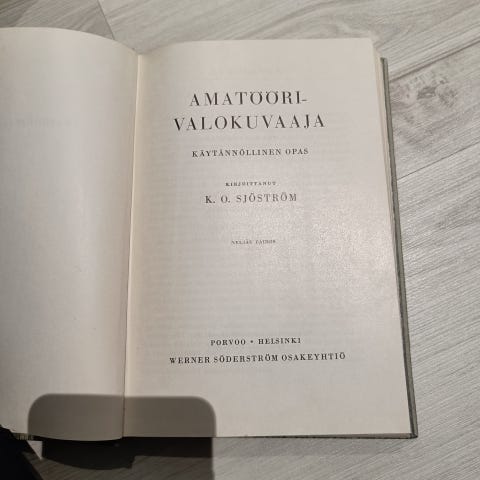 AMATÖÖRI-
VALOKUVAAJA
KÄYTÄNNÖLLINEN OPAS
KIRJOITTANUT
K. O. SJÖSTRÖM
NELJÄS PAINOS
PORVOO • HELSINKI
WERNER SÖDERSTRÖM OSAKEYHTIÖ